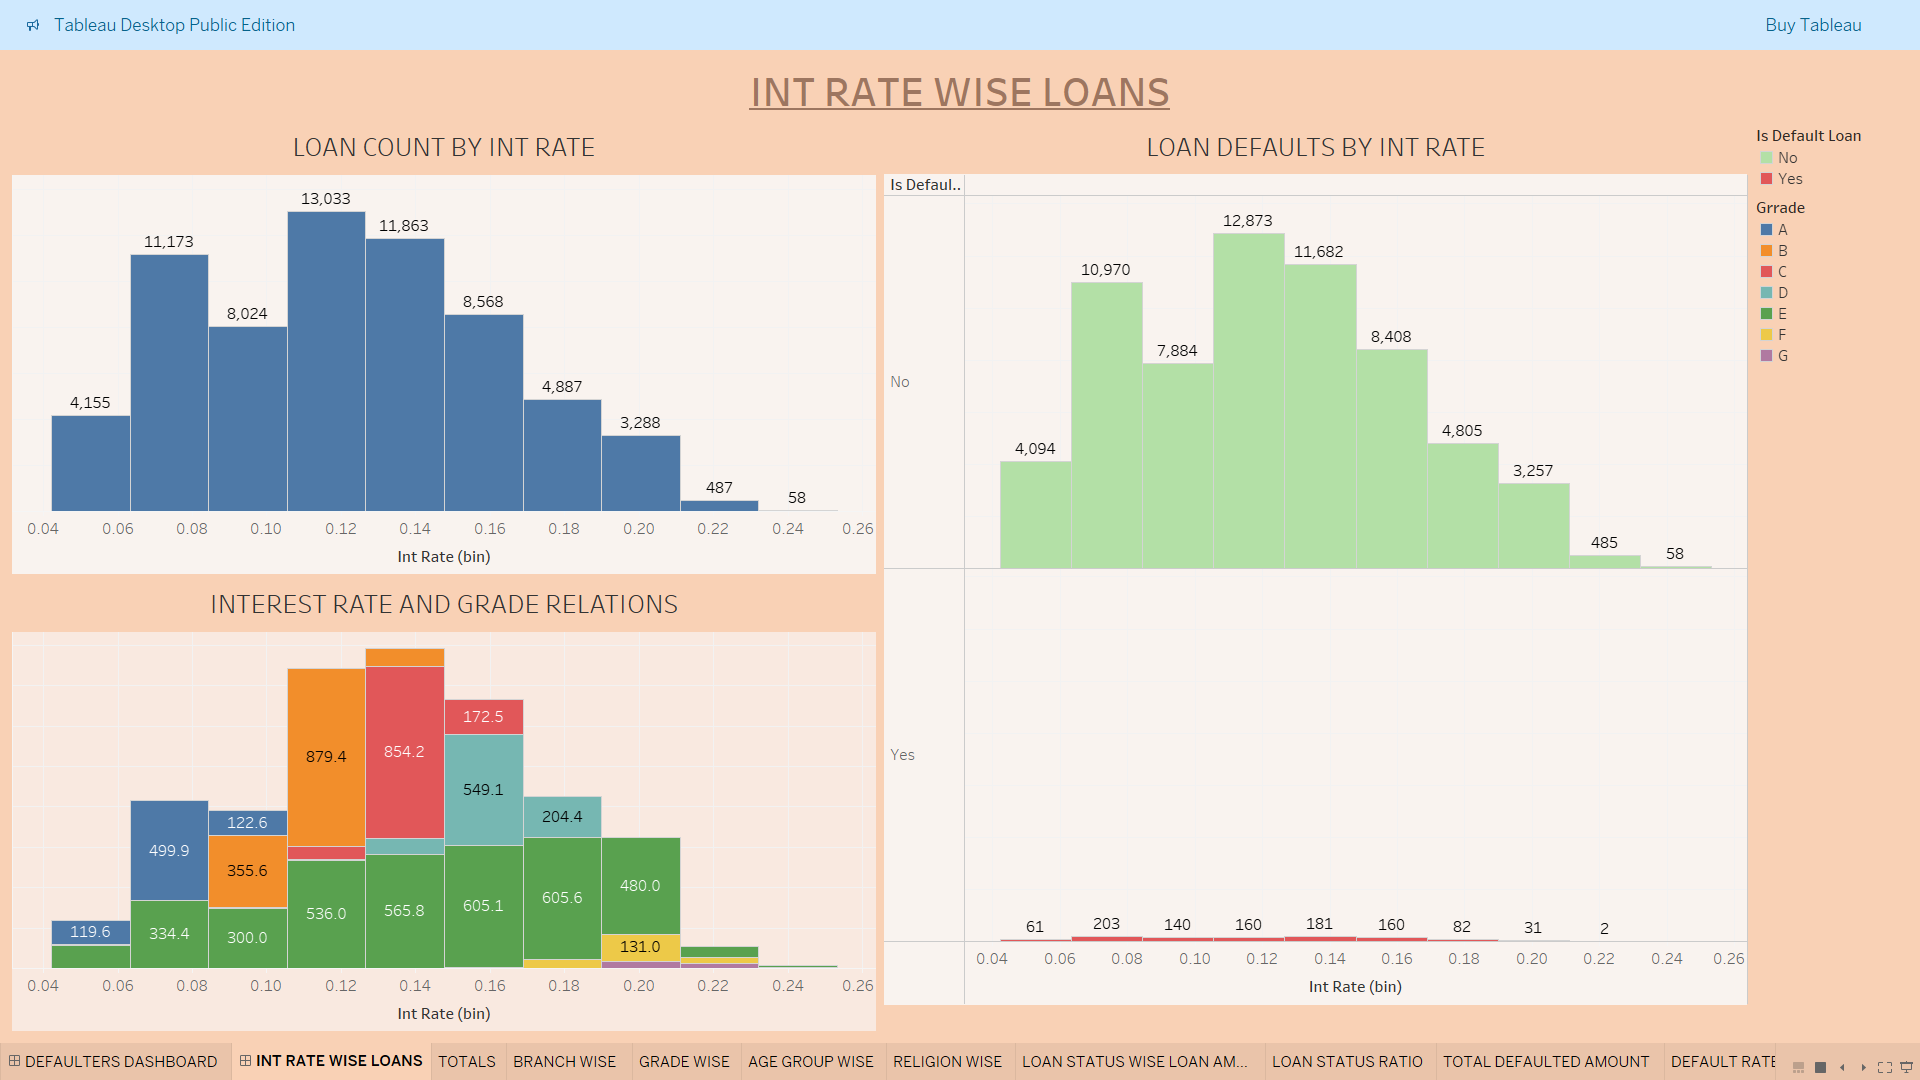 Tableau Desktop Public Edition
Buy Tableau
INT RATE WISE LOANS
LOAN COUNT BY INT RATE
4,155
11,173
8,024
13,033
11,863
8,568
4,887
3,288
487
58
0.04 0.06 0.08 0.10 0.12 0.14 0.16 0.18 0.20 0.22 0.24 0.26
Int Rate (bin)
INTEREST RATE AND GRADE RELATIONS
119.6
499.9
334.4
122.6
355.6
300.0
879.4
536.0
854.2
565.8
172.5
549.1
605.1
204.4
605.6
480.0
131.0
0.04 0.06 0.08 0.10 0.12 0.14 0.16 0.18 0.20 0.22 0.24 0.26
Int Rate (bin)
LOAN DEFAULTS BY INT RATE
Is Defaul..
No
4,094
10,970
7,884
12,873
11,682
8,408
4,805
3,257
485
58
Yes
61 203 140 160 181 160 82 31 2
0.04 0.06 0.08 0.10 0.12 0.14 0.16 0.18 0.20 0.22 0.24 0.26
Int Rate (bin)
Is Default Loan
No
Yes
Grrade
A
B
C
D
E
F
G
DEFAULTERS DASHBOARD INT RATE WISE LOANS TOTALS BRANCH WISE GRADE WISE AGE GROUP WISE RELIGION WISE LOAN STATUS WISE LOAN AM... LOAN STATUS RATIO TOTAL DEFAULTED AMOUNT DEFAULT RATE